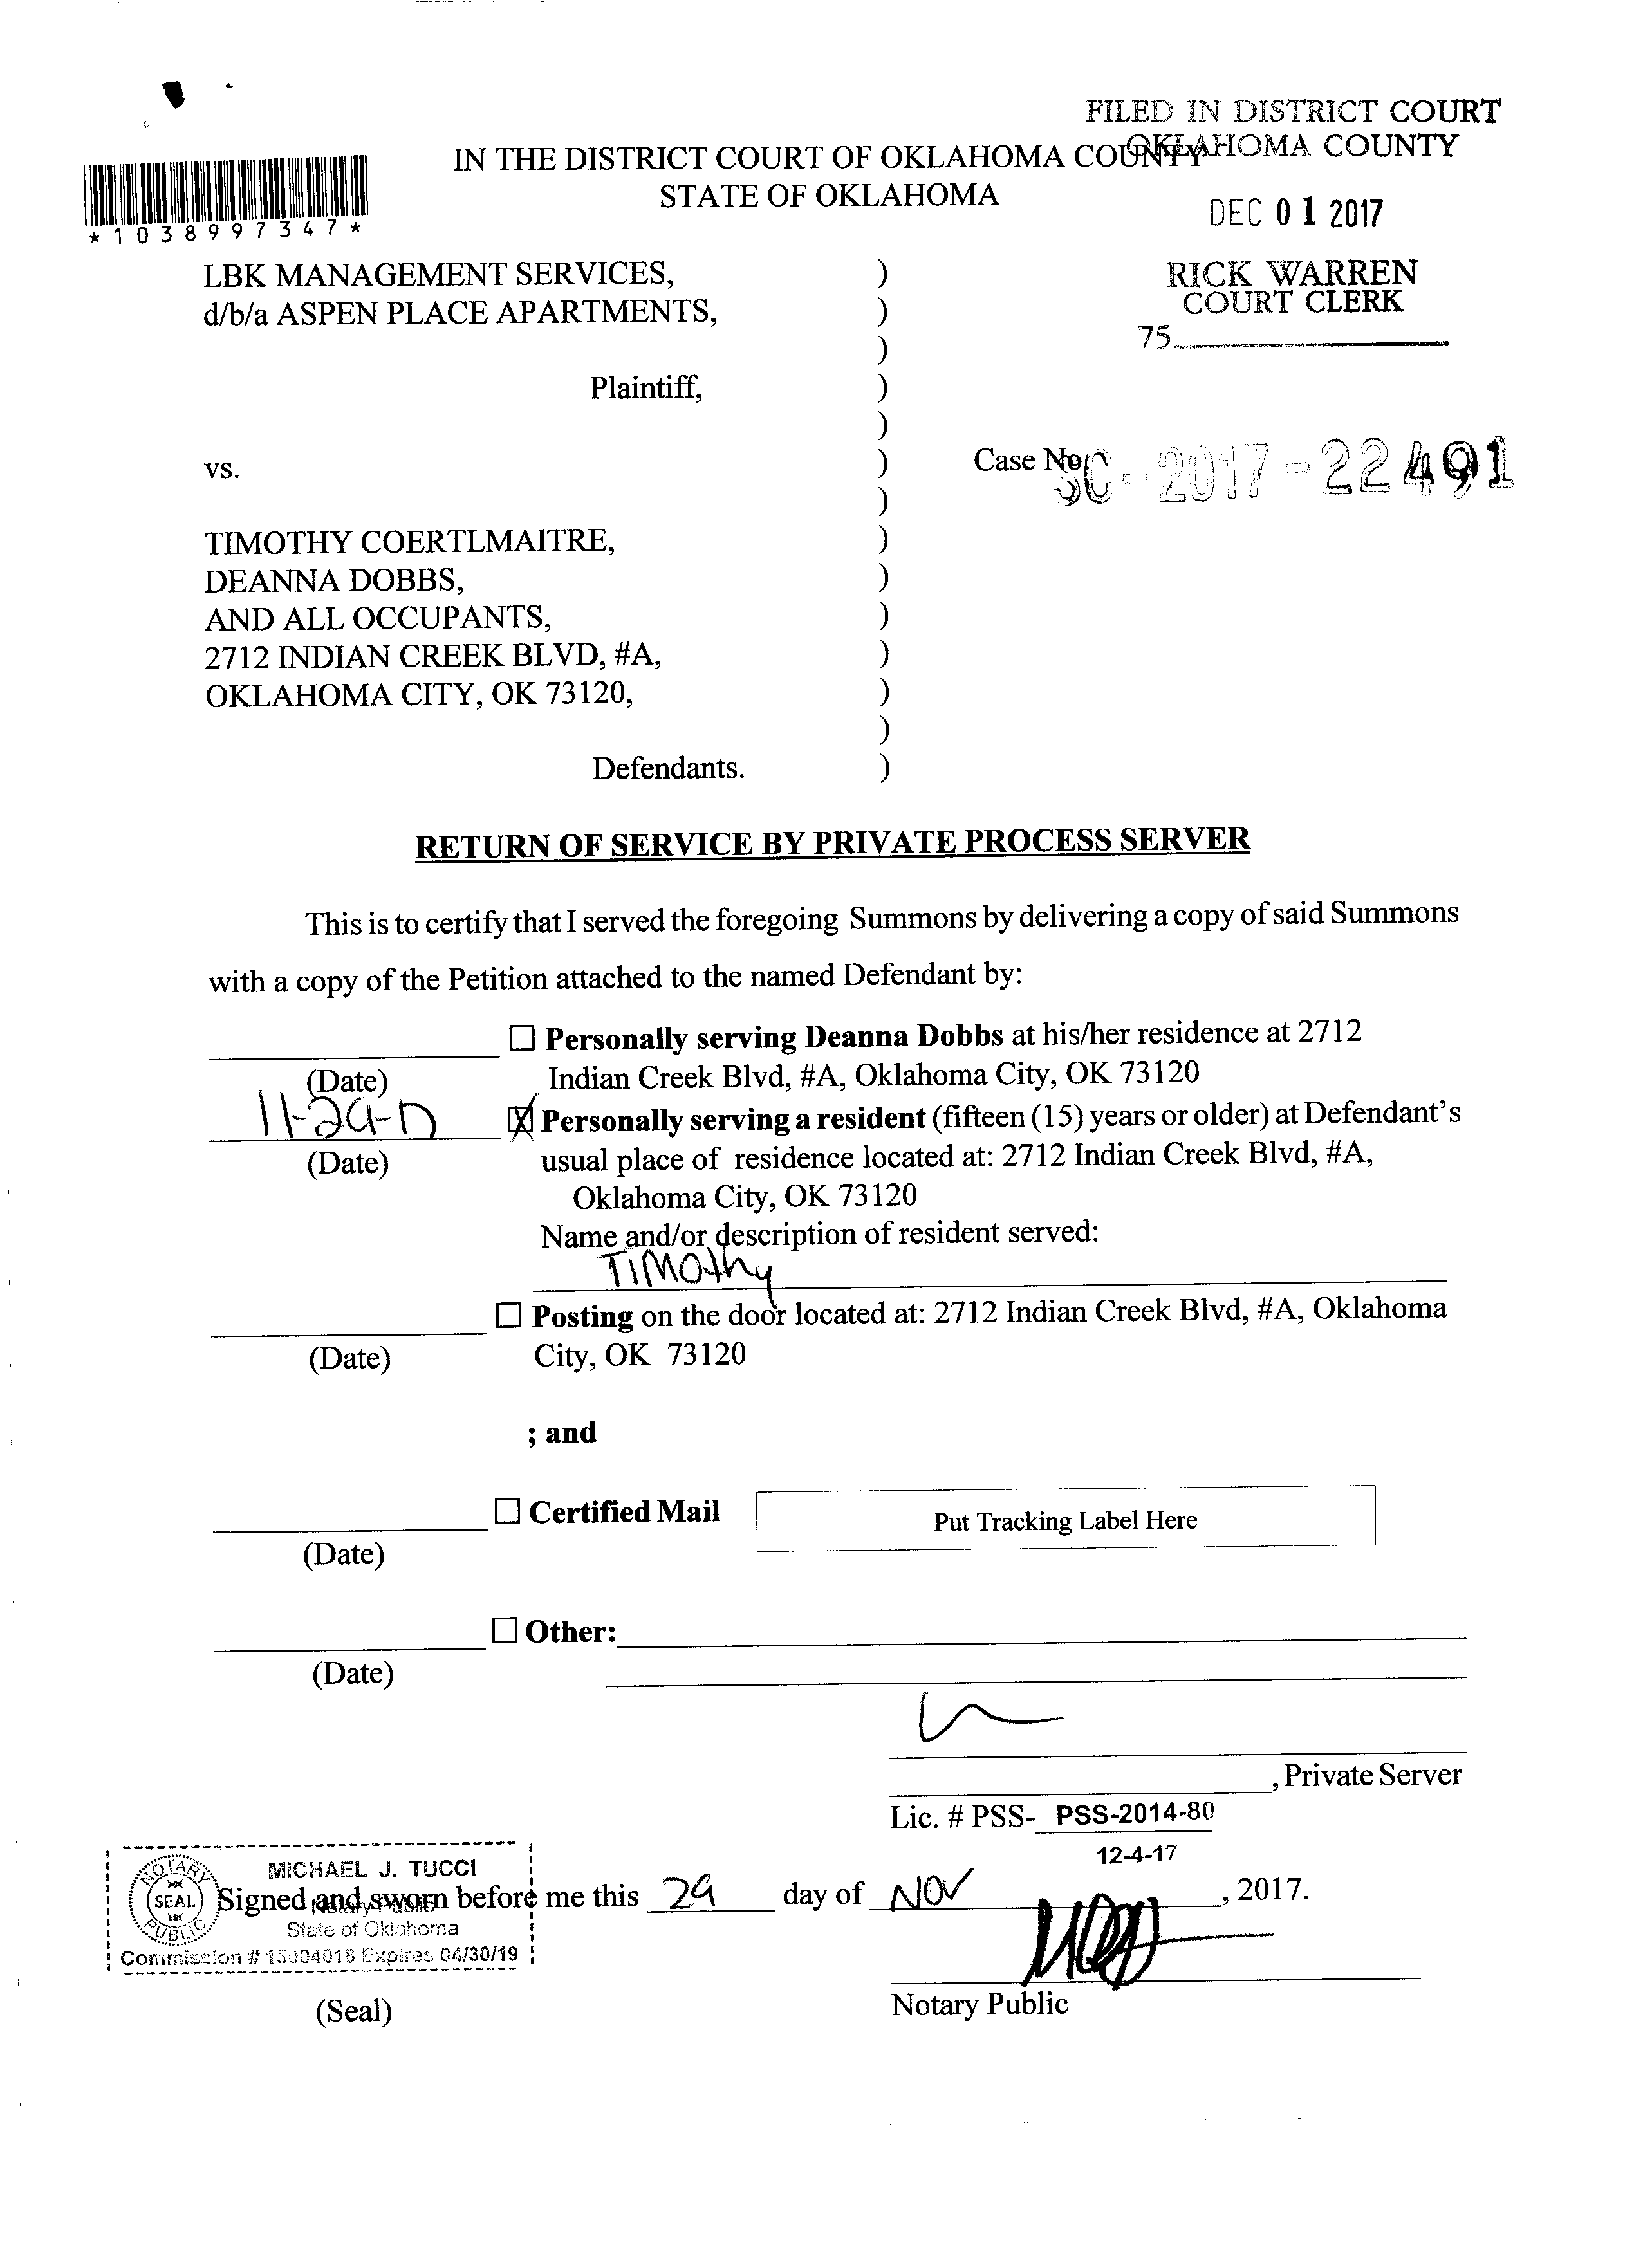 FILED IN DISTRICT COURT
OKLAHOMA COUNTY
IN THE DISTRICT COURT OF OKLAHOMA COUNTY
STATE OF OKLAHOMA
DEC 01 2017
*1038997347*
RICK WARREN
COURT CLERK
75
LBK MANAGEMENT SERVICES, )
d/b/a ASPEN PLACE APARTMENTS, )
)
Plaintiff, )
)
vs. )
Case No. SC-2017-22491
)
TIMOTHY COERTLMAITRE, )
DEANNA DOBBS, )
AND ALL OCCUPANTS, )
2712 INDIAN CREEK BLVD, #A, )
OKLAHOMA CITY, OK 73120, )
)
Defendants. )
RETURN OF SERVICE BY PRIVATE PROCESS SERVER
This is to certify that I served the foregoing Summons by delivering a copy of said Summons
with a copy of the Petition attached to the named Defendant by:
☐ Personally serving Deanna Dobbs at his/her residence at 2712
(Date) Indian Creek Blvd, #A, Oklahoma City, OK 73120
11-29-17 ☒ Personally serving a resident (fifteen (15) years or older) at Defendant's
(Date) usual place of residence located at: 2712 Indian Creek Blvd, #A,
Oklahoma City, OK 73120
Name and/or description of resident served:
TIMOthy
☐ Posting on the door located at: 2712 Indian Creek Blvd, #A, Oklahoma
(Date) City, OK 73120
; and
☐ Certified Mail Put Tracking Label Here
(Date)
☐ Other:
(Date)
, Private Server
Lic. # PSS- PSS-2014-80
12-4-17
MICHAEL J. TUCCI
NOTARY SEAL PUBLIC
Signed and sworn before me this 29 day of NOV, 2017.
Notary Public
State of Oklahoma
Commission # 15004018 Expires 04/30/19
(Seal)
Notary Public